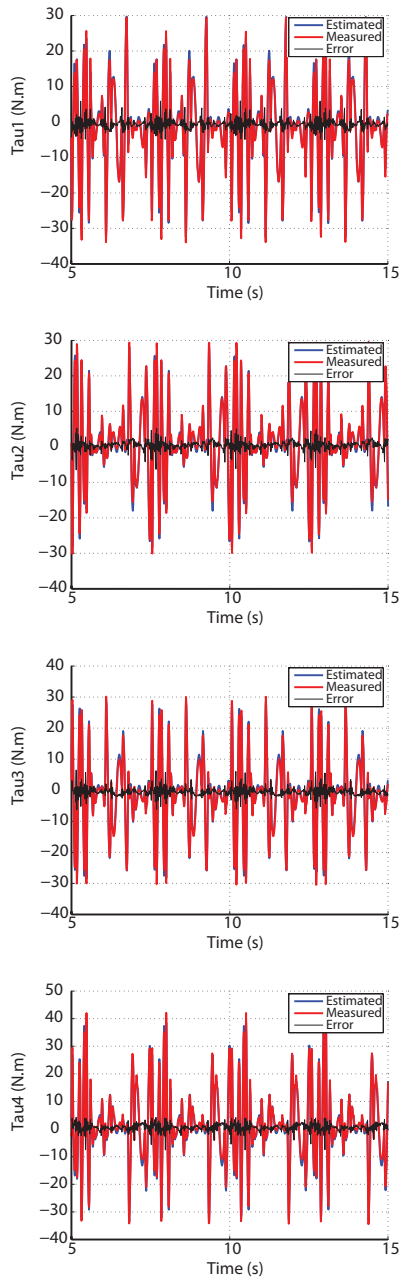 30
20
10
0
−10
−20
−30
−40
Tau1 (N.m)
Estimated
Measured
Error
5 10 15
Time (s)
30
20
10
0
−10
−20
−30
−40
Tau2 (N.m)
Estimated
Measured
Error
5 10 15
Time (s)
40
30
20
10
0
−10
−20
−30
−40
Tau3 (N.m)
Estimated
Measured
Error
5 10 15
Time (s)
50
40
30
20
10
0
−10
−20
−30
−40
Tau4 (N.m)
Estimated
Measured
Error
5 10 15
Time (s)